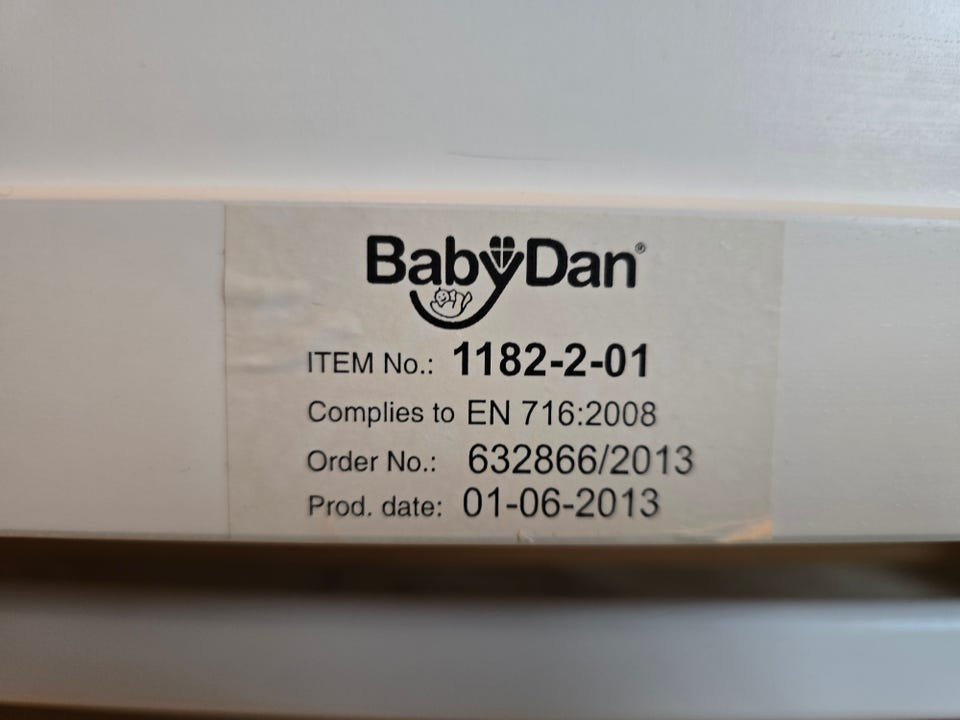 BabyDan®
ITEM No.: 1182-2-01
Complies to EN 716:2008
Order No.: 632866/2013
Prod. date: 01-06-2013